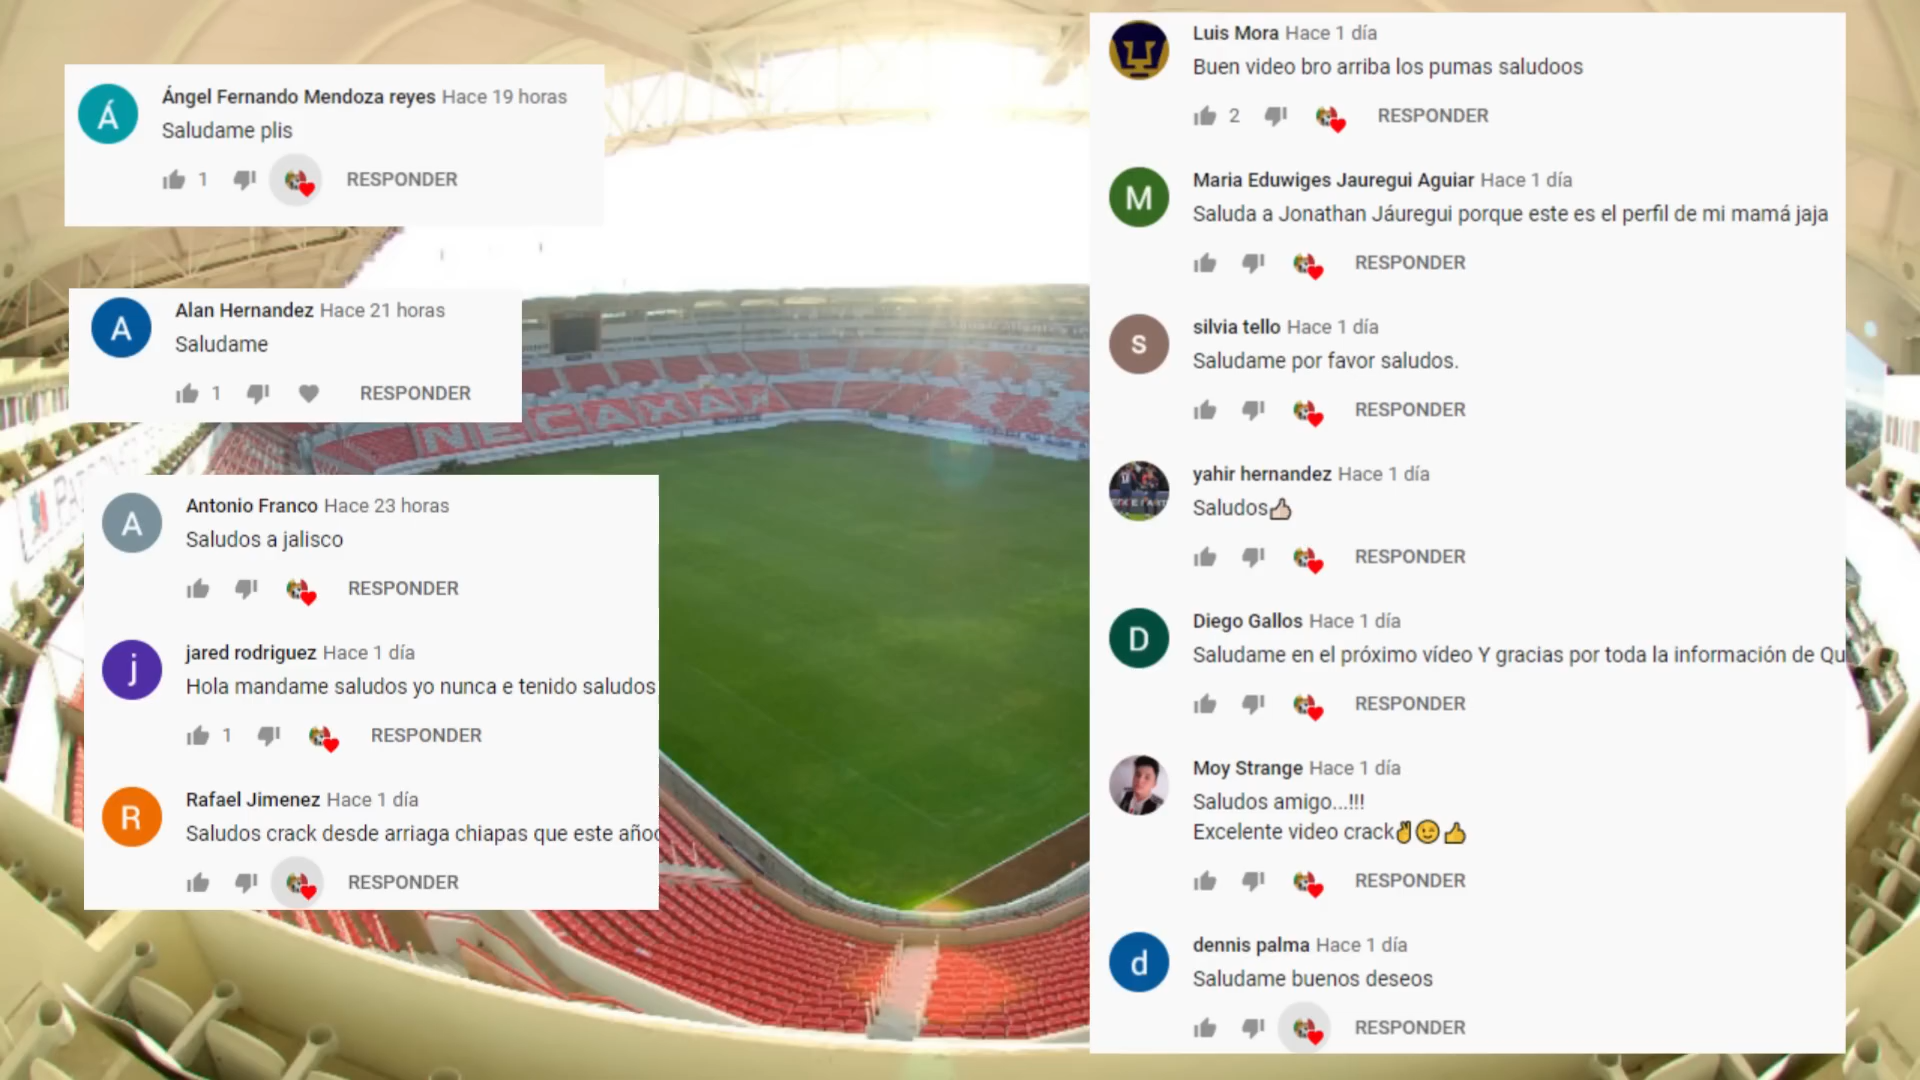 Ángel Fernando Mendoza reyes Hace 19 horas
Saludame plis
1 RESPONDER
Alan Hernandez Hace 21 horas
Saludame
1 RESPONDER
Antonio Franco Hace 23 horas
Saludos a jalisco
RESPONDER
jared rodriguez Hace 1 día
Hola mandame saludos yo nunca e tenido saludos
1 RESPONDER
Rafael Jimenez Hace 1 día
Saludos crack desde arriaga chiapas que este año
RESPONDER
Luis Mora Hace 1 día
Buen video bro arriba los pumas saludoos
2 RESPONDER
Maria Eduwiges Jauregui Aguiar Hace 1 día
Saluda a Jonathan Jáuregui porque este es el perfil de mi mamá jaja
RESPONDER
silvia tello Hace 1 día
Saludame por favor saludos.
RESPONDER
yahir hernandez Hace 1 día
Saludos👍🏻
RESPONDER
Diego Gallos Hace 1 día
Saludame en el próximo vídeo Y gracias por toda la información de Qu
RESPONDER
Moy Strange Hace 1 día
Saludos amigo...!!!
Excelente video crack✌😉👍
RESPONDER
dennis palma Hace 1 día
Saludame buenos deseos
RESPONDER
NECAXA
Á
A
A
j
R
M
s
D
d